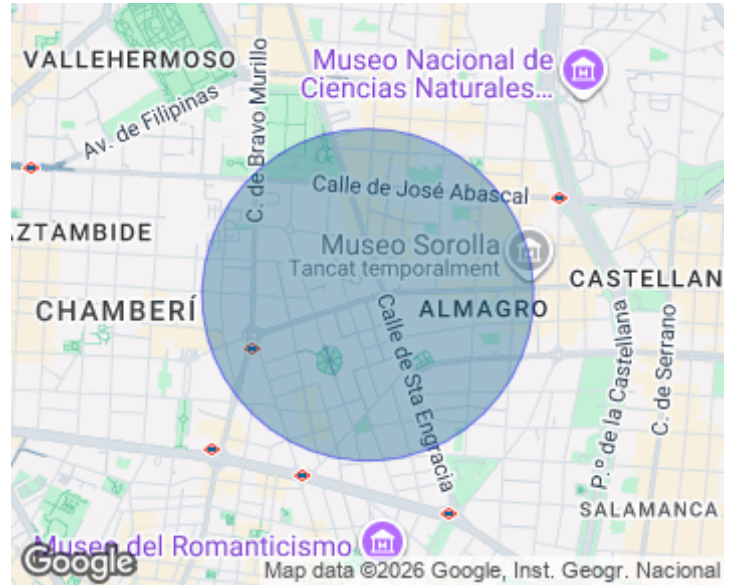 VALLEHERMOSO
Museo Nacional de
Ciencias Naturales...
Av. de Filipinas
C. de Bravo Murillo
Calle de José Abascal
AZTAMBIDE
Museo Sorolla
Tancat temporalment
CASTELLAN
CHAMBERÍ
ALMAGRO
Calle de Sta Engracia
P.º de la Castellana
C. de Serrano
SALAMANCA
Museo del Romanticismo
Google
Map data ©2026 Google, Inst. Geogr. Nacional